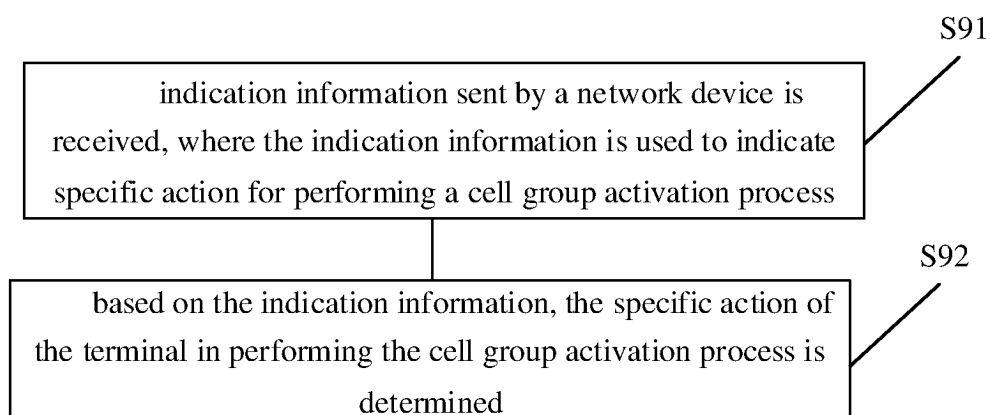 S91
indication information sent by a network device is
received, where the indication information is used to indicate
specific action for performing a cell group activation process
S92
based on the indication information, the specific action of
the terminal in performing the cell group activation process is
determined